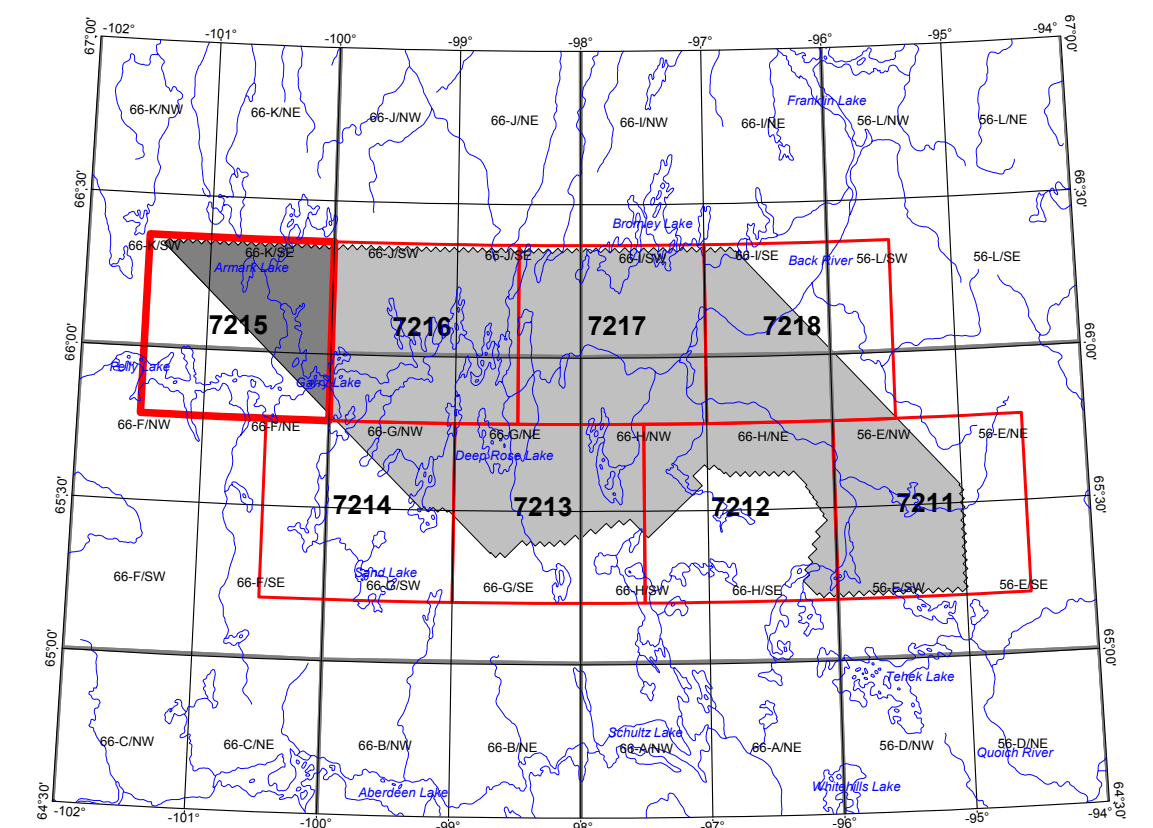 -102°
-101°
-100°
-99°
-98°
-97°
-96°
-95°
-94°
67°00'
67°00'
66-K/NW
66-K/NE
66-J/NW
66-J/NE
66-I/NW
66-I/NE
Franklin Lake
56-L/NW
56-L/NE
66°30'
66°30'
Bromley Lake
66-K/SW
66-K/SE
66-J/SW
66-J/SE
66-I/SW
66-I/SE
Back River
56-L/SW
56-L/SE
Armark Lake
7215
7216
7217
7218
66°00'
66°00'
Pelly Lake
Garry Lake
66-F/NW
66-F/NE
66-G/NW
66-G/NE
66-H/NW
66-H/NE
56-E/NW
56-E/NE
Deep Rose Lake
65°30'
65°30'
7214
7213
7212
7211
66-F/SW
66-F/SE
Sand Lake
66-G/SW
66-G/SE
66-H/SW
66-H/SE
56-E/SW
56-E/SE
65°00'
65°00'
Tehek Lake
66-C/NW
66-C/NE
66-B/NW
66-B/NE
Schultz Lake
66-A/NW
66-A/NE
56-D/NW
56-D/NE
Quoich River
Aberdeen Lake
Whitehills Lake
64°30'
64°30'
-102°
-101°
-100°
-99°
-98°
-97°
-96°
-95°
-94°